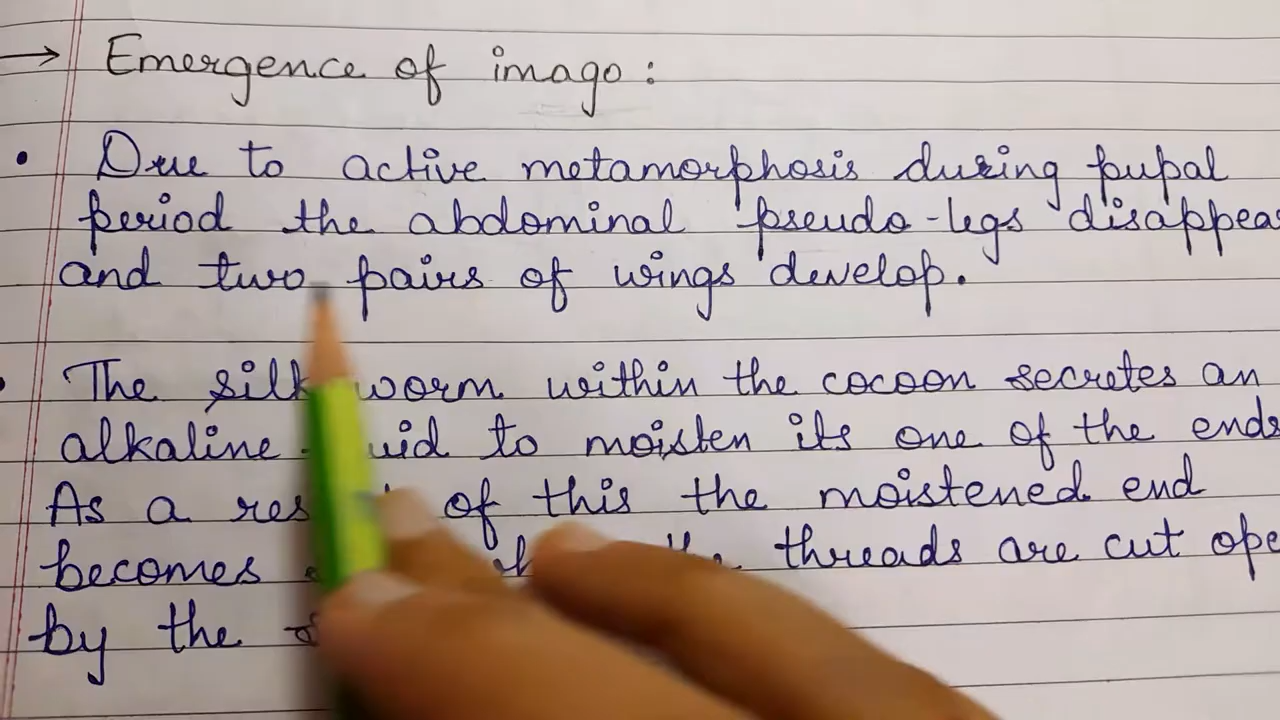 → Emergence of imago:
• Due to active metamorphosis during pupal
period the abdominal pseudo-legs disappea
and two pairs of wings develop.
• The silk worm within the cocoon secretes an
alkaline to moisten its one of the ends
As a of this the moistened end
becomes threads are cut ope
by the